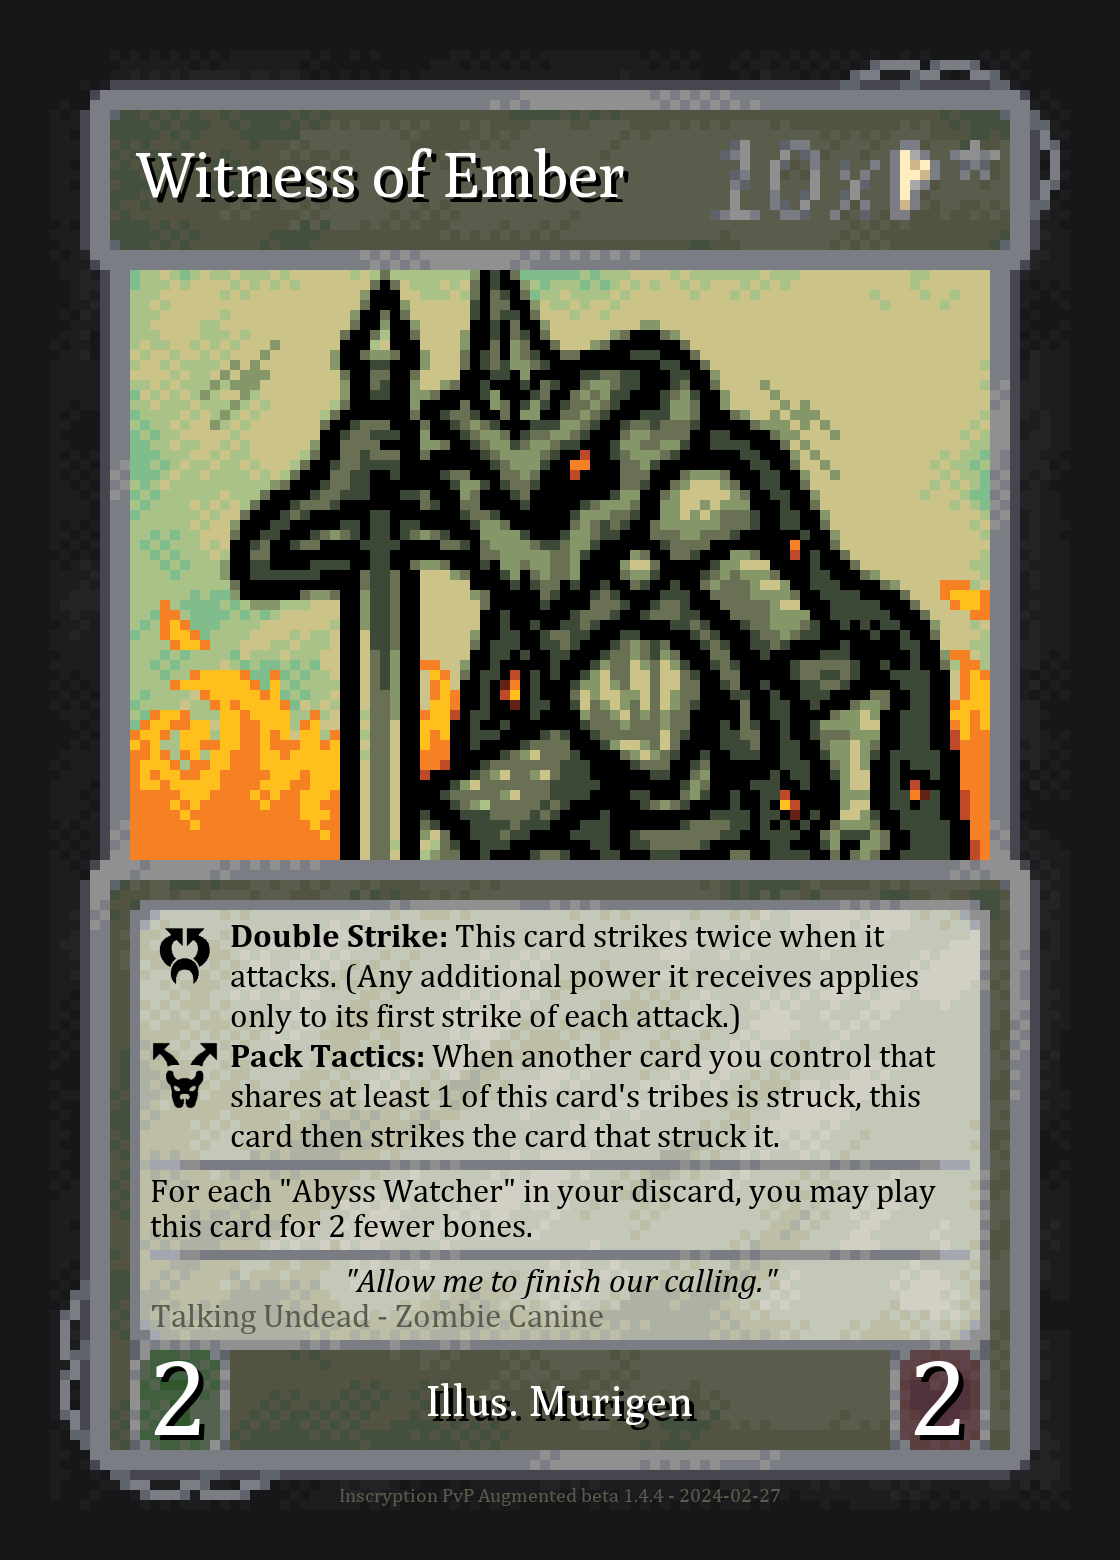 Witness of Ember 10x *
Double Strike: This card strikes twice when it
attacks. (Any additional power it receives applies
only to its first strike of each attack.)
Pack Tactics: When another card you control that
shares at least 1 of this card's tribes is struck, this
card then strikes the card that struck it.
For each "Abyss Watcher" in your discard, you may play
this card for 2 fewer bones.
"Allow me to finish our calling."
Talking Undead - Zombie Canine
2 Illus. Murigen 2
Inscryption PvP Augmented beta 1.4.4 - 2024-02-27